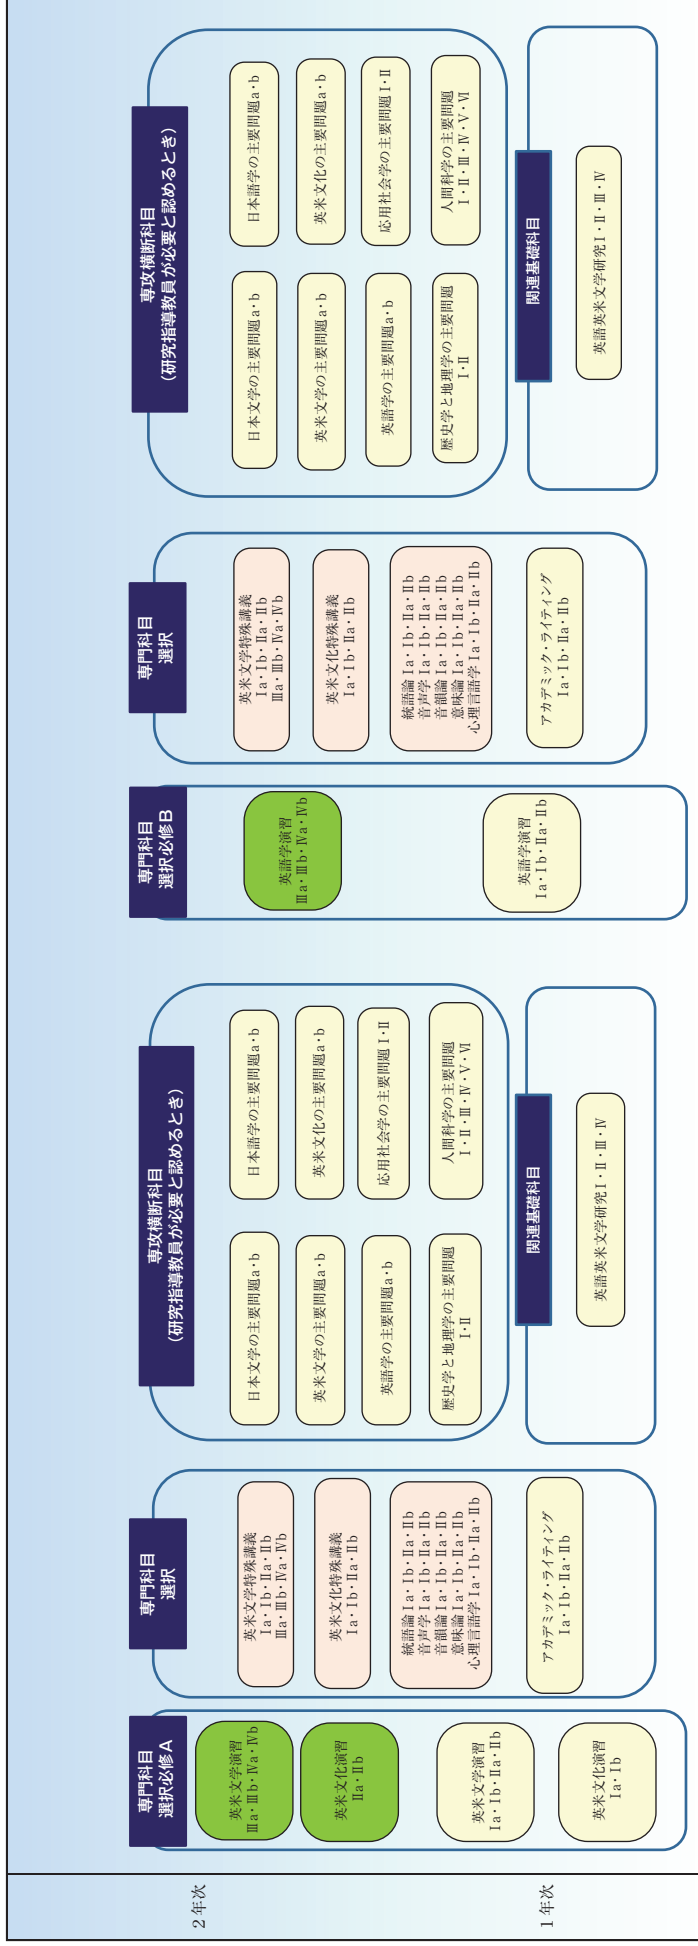 2年次
1年次
専門科目
選択必修A
英米文学演習
Ⅲa・Ⅲb・Ⅳa・Ⅳb
英米文化演習
Ⅱa・Ⅱb
英米文学演習
Ⅰa・Ⅰb・Ⅱa・Ⅱb
英米文化演習
Ⅰa・Ⅰb
専門科目
選択
英米文学特殊講義
Ⅰa・Ⅰb・Ⅱa・Ⅱb
Ⅲa・Ⅲb・Ⅳa・Ⅳb
英米文化特殊講義
Ⅰa・Ⅰb・Ⅱa・Ⅱb
統語論 Ⅰa・Ⅰb・Ⅱa・Ⅱb
音声学 Ⅰa・Ⅰb・Ⅱa・Ⅱb
音韻論 Ⅰa・Ⅰb・Ⅱa・Ⅱb
意味論 Ⅰa・Ⅰb・Ⅱa・Ⅱb
心理言語学 Ⅰa・Ⅰb・Ⅱa・Ⅱb
アカデミック・ライティング
Ⅰa・Ⅰb・Ⅱa・Ⅱb
専攻横断科目
(研究指導教員が必要と認めるとき)
日本文学の主要問題a・b
日本語学の主要問題a・b
英米文学の主要問題a・b
英米文化の主要問題a・b
英語学の主要問題a・b
応用社会学の主要問題Ⅰ・Ⅱ
歴史学と地理学の主要問題
Ⅰ・Ⅱ
人間科学の主要問題
Ⅰ・Ⅱ・Ⅲ・Ⅳ・Ⅴ・Ⅵ
関連基礎科目
英語英米文学研究Ⅰ・Ⅱ・Ⅲ・Ⅳ
専門科目
選択必修B
英語学演習
Ⅲa・Ⅲb・Ⅳa・Ⅳb
英語学演習
Ⅰa・Ⅰb・Ⅱa・Ⅱb
専門科目
選択
英米文学特殊講義
Ⅰa・Ⅰb・Ⅱa・Ⅱb
Ⅲa・Ⅲb・Ⅳa・Ⅳb
英米文化特殊講義
Ⅰa・Ⅰb・Ⅱa・Ⅱb
統語論 Ⅰa・Ⅰb・Ⅱa・Ⅱb
音声学 Ⅰa・Ⅰb・Ⅱa・Ⅱb
音韻論 Ⅰa・Ⅰb・Ⅱa・Ⅱb
意味論 Ⅰa・Ⅰb・Ⅱa・Ⅱb
心理言語学 Ⅰa・Ⅰb・Ⅱa・Ⅱb
アカデミック・ライティング
Ⅰa・Ⅰb・Ⅱa・Ⅱb
専攻横断科目
(研究指導教員が必要と認めるとき)
日本文学の主要問題a・b
日本語学の主要問題a・b
英米文学の主要問題a・b
英米文化の主要問題a・b
英語学の主要問題a・b
応用社会学の主要問題Ⅰ・Ⅱ
歴史学と地理学の主要問題
Ⅰ・Ⅱ
人間科学の主要問題
Ⅰ・Ⅱ・Ⅲ・Ⅳ・Ⅴ・Ⅵ
関連基礎科目
英語英米文学研究Ⅰ・Ⅱ・Ⅲ・Ⅳ